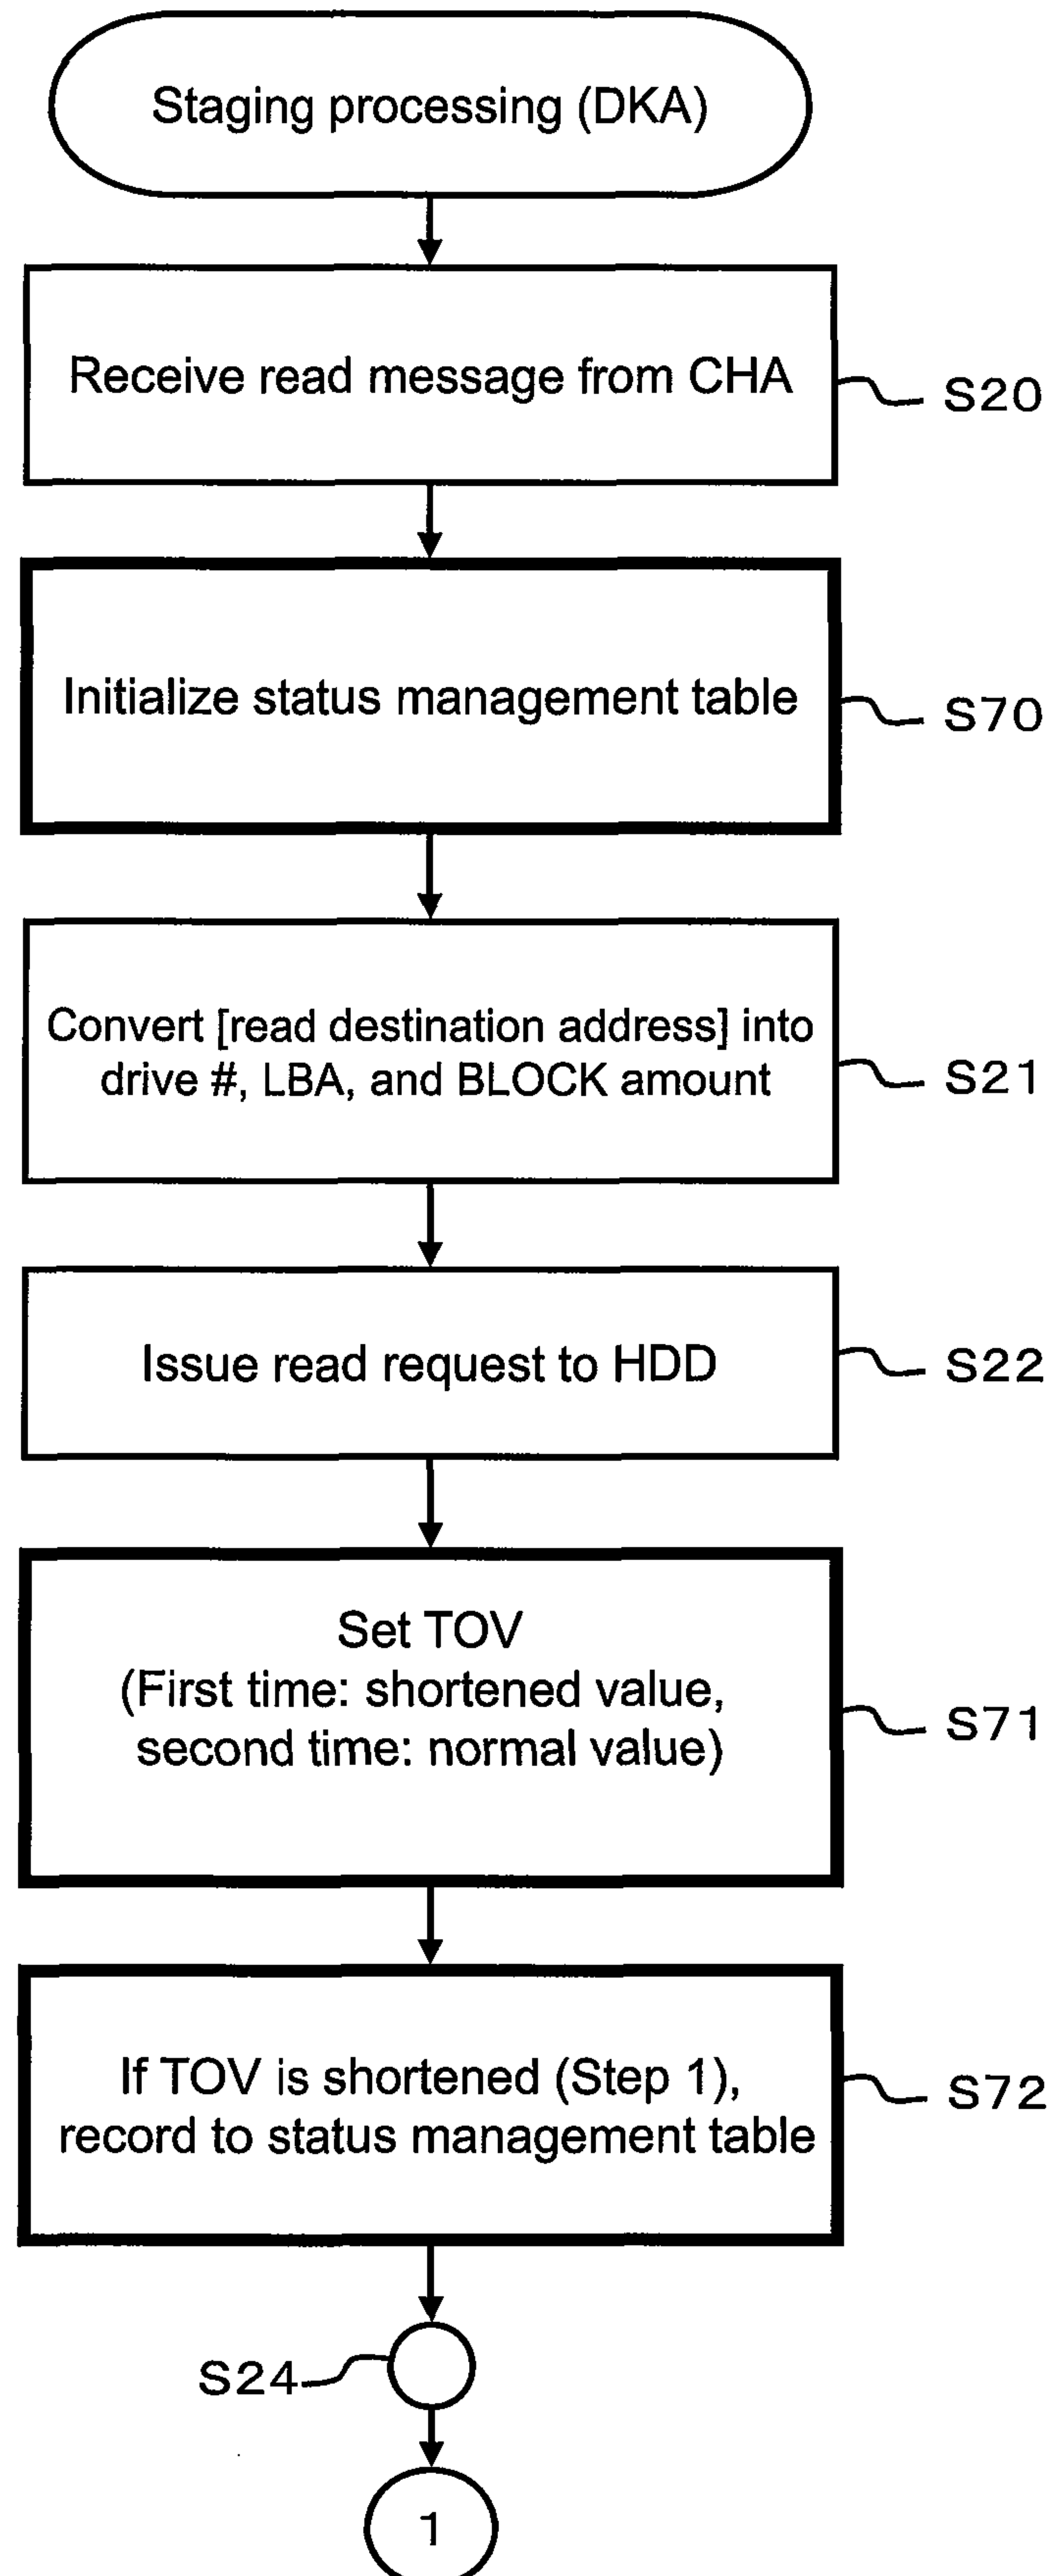 Staging processing (DKA)
Receive read message from CHA
S20
Initialize status management table
S70
Convert [read destination address] into
drive #, LBA, and BLOCK amount
S21
Issue read request to HDD
S22
Set TOV
(First time: shortened value,
second time: normal value)
S71
If TOV is shortened (Step 1),
record to status management table
S72
S24
1